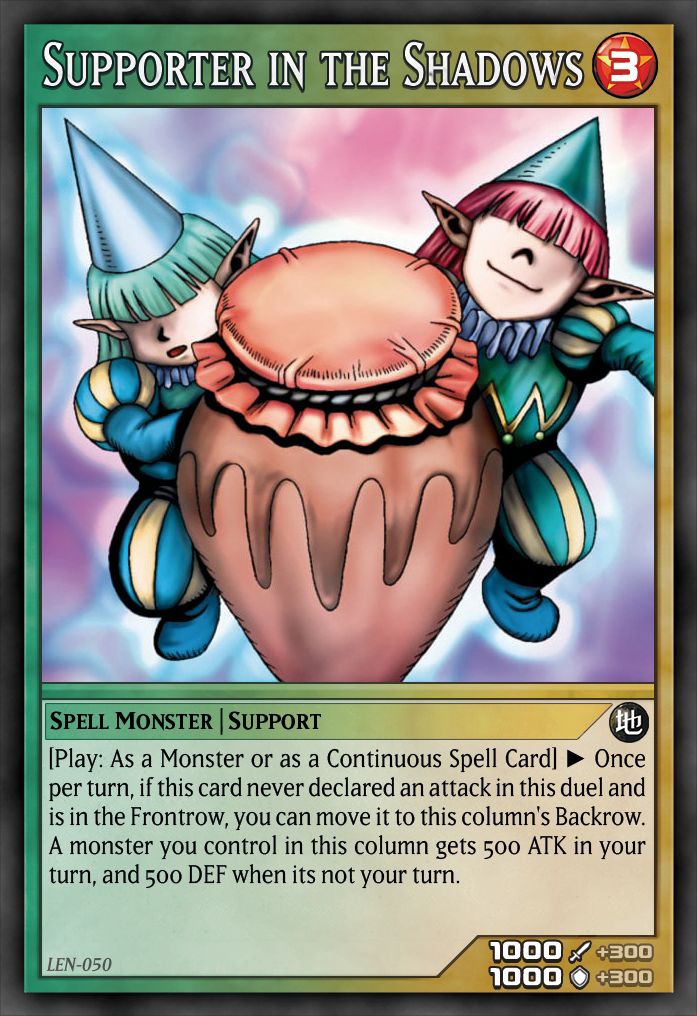 Supporter in the Shadows 3
Spell Monster | Support
[Play: As a Monster or as a Continuous Spell Card] ► Once
per turn, if this card never declared an attack in this duel and
is in the Frontrow, you can move it to this column's Backrow.
A monster you control in this column gets 500 ATK in your
turn, and 500 DEF when its not your turn.
1000 +300
LEN-050
1000 +300